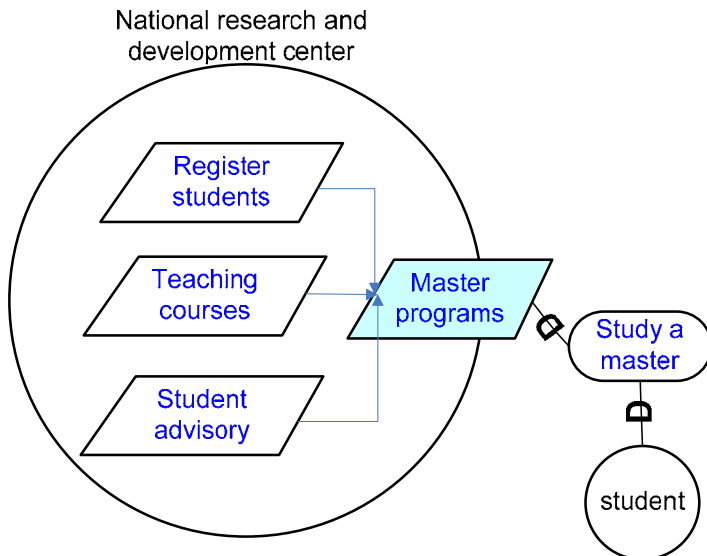 National research and
development center
Register
students
Teaching
courses
Master
programs
Student
advisory
D
Study a
master
D
student